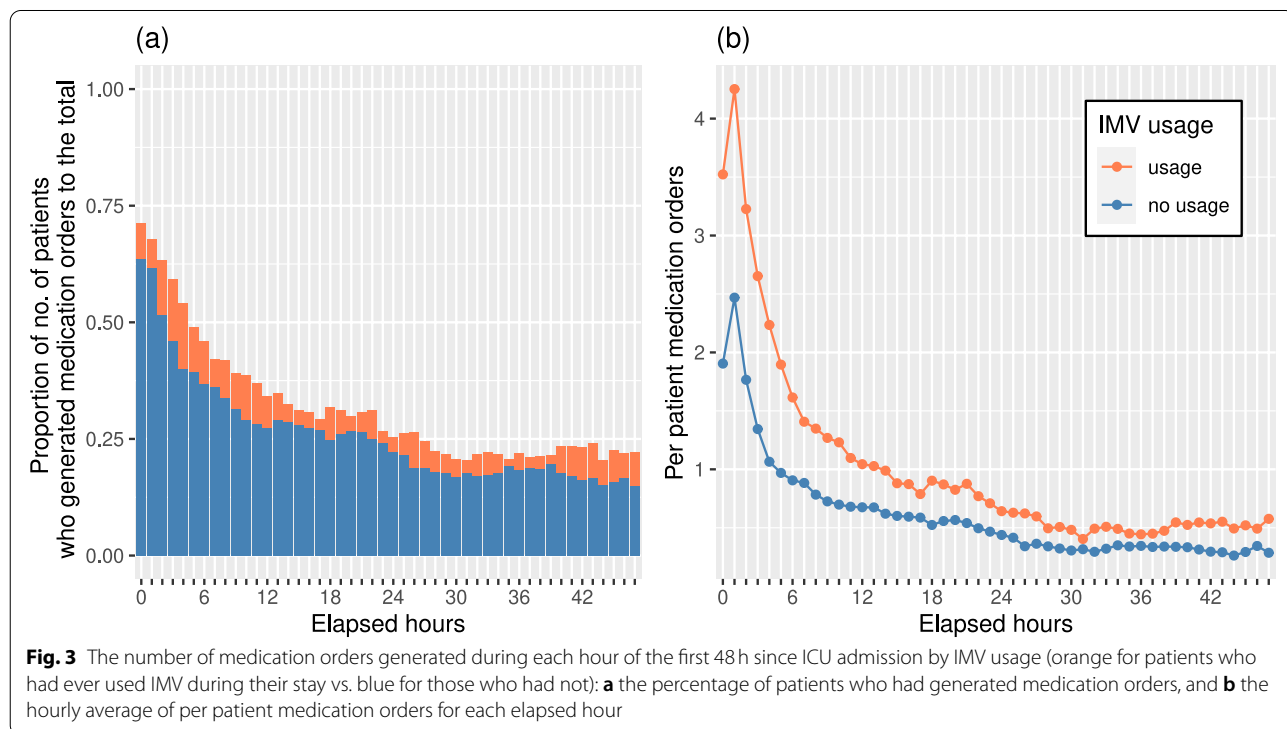 (a)
Proportion of no. of patients
who generated medication orders to the total
1.00
0.75
0.50
0.25
0.00
0 6 12 18 24 30 36 42
Elapsed hours
(b)
Per patient medication orders
4
3
2
1
IMV usage
usage
no usage
0 6 12 18 24 30 36 42
Elapsed hours
Fig. 3 The number of medication orders generated during each hour of the first 48 h since ICU admission by IMV usage (orange for patients who
had ever used IMV during their stay vs. blue for those who had not): a the percentage of patients who had generated medication orders, and b the
hourly average of per patient medication orders for each elapsed hour